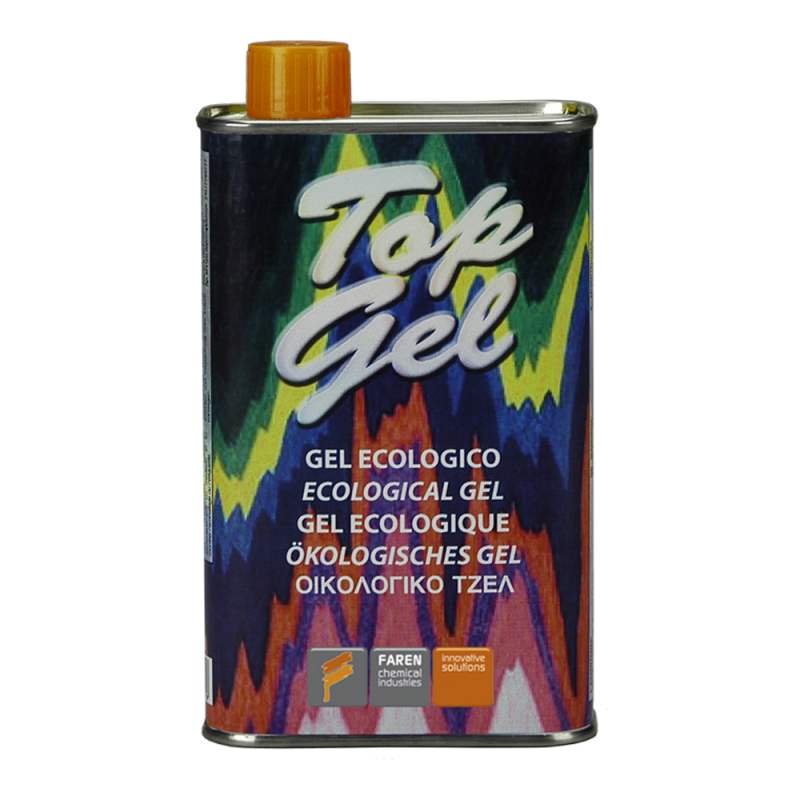 Top
Gel
GEL ECOLOGICO
ECOLOGICAL GEL
GEL ECOLOGIQUE
ÖKOLOGISCHES GEL
ΟΙΚΟΛΟΓΙΚΟ ΤΖΕΛ
FAREN
chemical
industries
innovative
solutions